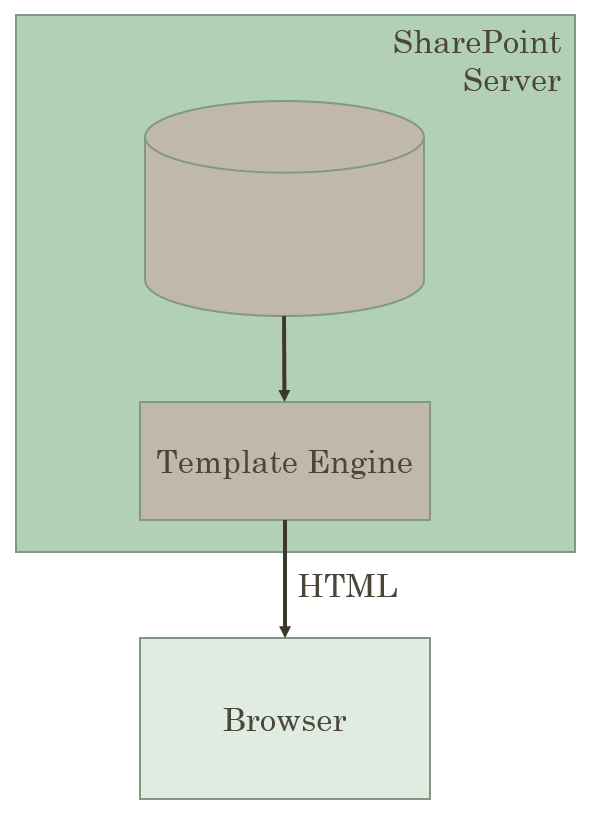 SharePoint
Server
Template Engine
HTML
Browser